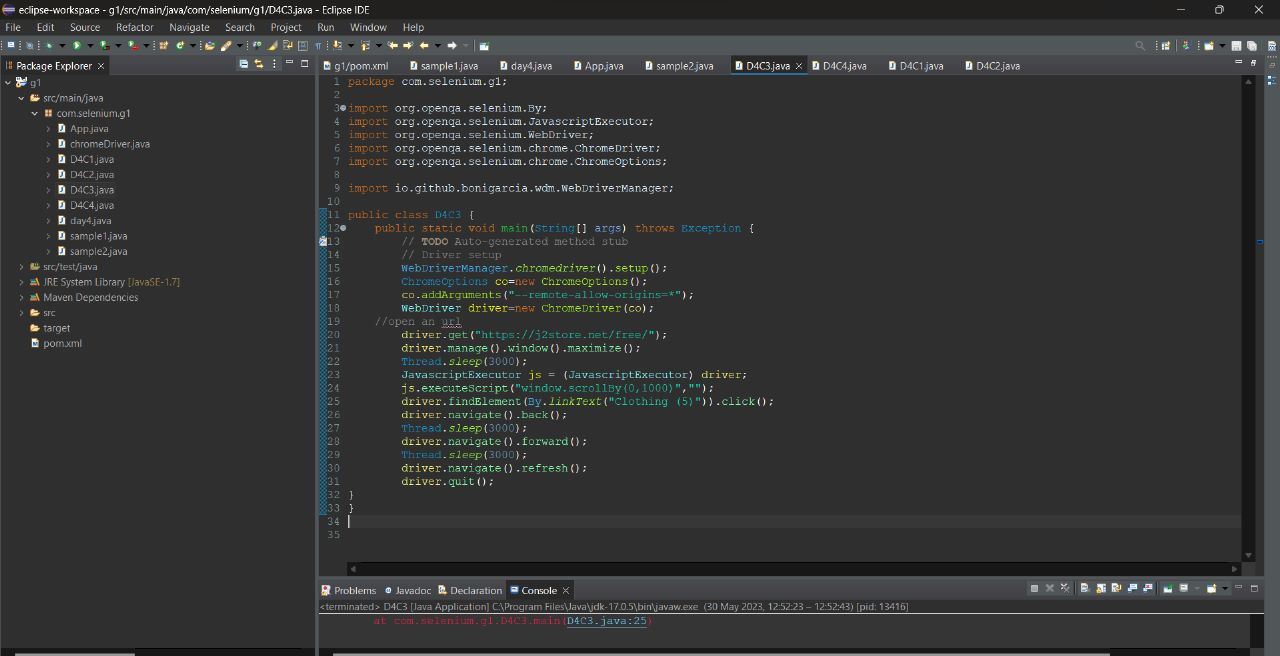 eclipse-workspace - g1/src/main/java/com/selenium/g1/D4C3.java - Eclipse IDE
File Edit Source Refactor Navigate Search Project Run Window Help
Package Explorer
g1
src/main/java
com.selenium.g1
App.java
chromeDriver.java
D4C1.java
D4C2.java
D4C3.java
D4C4.java
day4.java
sample1.java
sample2.java
src/test/java
JRE System Library [JavaSE-1.7]
Maven Dependencies
src
target
pom.xml
g1/pom.xml sample1.java day4.java App.java sample2.java D4C3.java D4C4.java D4C1.java D4C2.java
1 package com.selenium.g1;
2
3 import org.openqa.selenium.By;
4 import org.openqa.selenium.JavascriptExecutor;
5 import org.openqa.selenium.WebDriver;
6 import org.openqa.selenium.chrome.ChromeDriver;
7 import org.openqa.selenium.chrome.ChromeOptions;
8
9 import io.github.bonigarcia.wdm.WebDriverManager;
10
11 public class D4C3 {
12 public static void main(String[] args) throws Exception {
13 // TODO Auto-generated method stub
14 // Driver setup
15 WebDriverManager.chromedriver().setup();
16 ChromeOptions co=new ChromeOptions();
17 co.addArguments("--remote-allow-origins=*");
18 WebDriver driver=new ChromeDriver(co);
19 //open an url
20 driver.get("https://j2store.net/free/");
21 driver.manage().window().maximize();
22 Thread.sleep(3000);
23 JavascriptExecutor js = (JavascriptExecutor) driver;
24 js.executeScript("window.scrollBy(0,1000)","");
25 driver.findElement(By.linkText("Clothing (5)")).click();
26 driver.navigate().back();
27 Thread.sleep(3000);
28 driver.navigate().forward();
29 Thread.sleep(3000);
30 driver.navigate().refresh();
31 driver.quit();
32 }
33 }
34
35
Problems Javadoc Declaration Console
<terminated> D4C3 [Java Application] C:\Program Files\Java\jdk-17.0.5\bin\javaw.exe (30 May 2023, 12:52:23 – 12:52:43) [pid: 13416]
at com.selenium.g1.D4C3.main(D4C3.java:25)